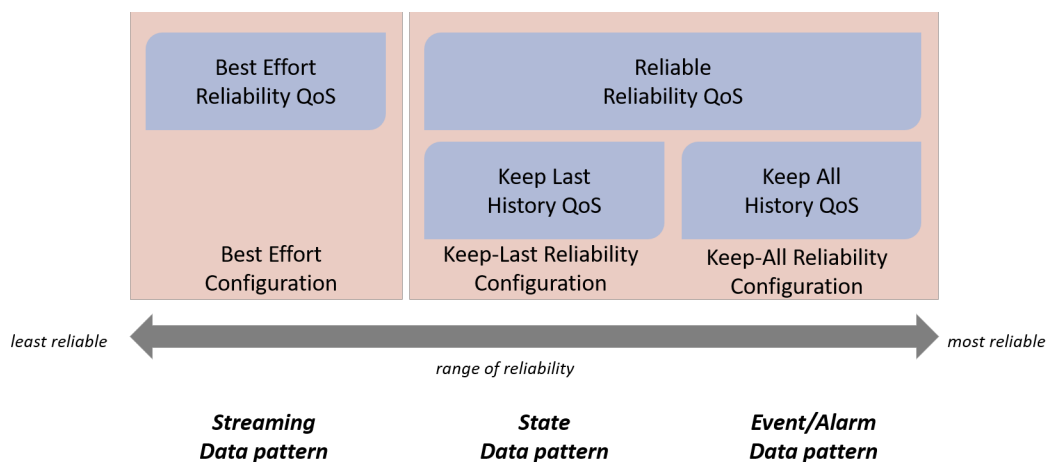 Best Effort
Reliability QoS
Reliable
Reliability QoS
Keep Last
History QoS
Keep All
History QoS
Best Effort
Configuration
Keep-Last Reliability
Configuration
Keep-All Reliability
Configuration
least reliable
most reliable
range of reliability
Streaming
Data pattern
State
Data pattern
Event/Alarm
Data pattern